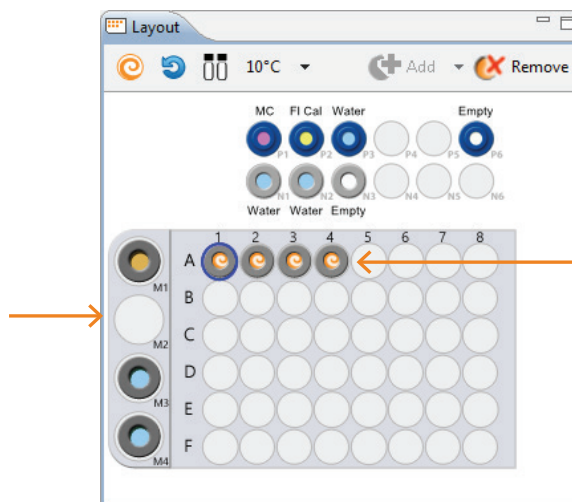 Layout
10°C Add Remove
MC FI Cal Water Empty
P1 P2 P3 P4 P5 P6
N1 N2 N3 N4 N5 N6
Water Water Empty
1 2 3 4 5 6 7 8
A
M1
B
M2
C
D
M3
E
M4
F